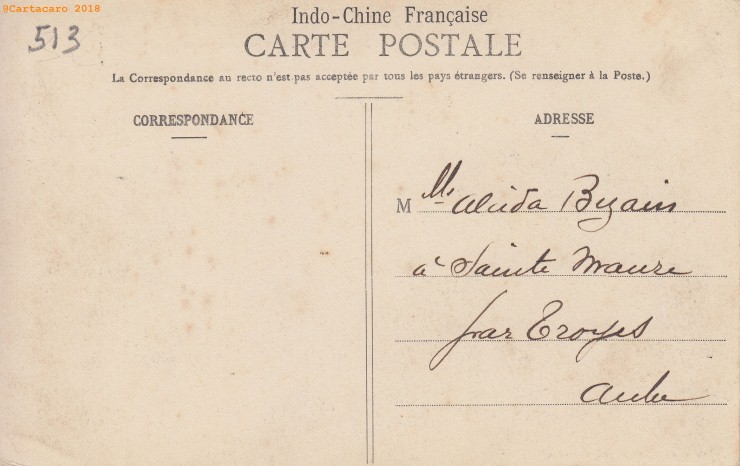 @Cartacaro 2018
513
Indo-Chine Française
CARTE POSTALE
La Correspondance au recto n'est pas acceptée par tous les pays étrangers. (Se renseigner à la Poste.)
CORRESPONDANCE
ADRESSE
M
à Sainte Maure
par Troyes
Aube